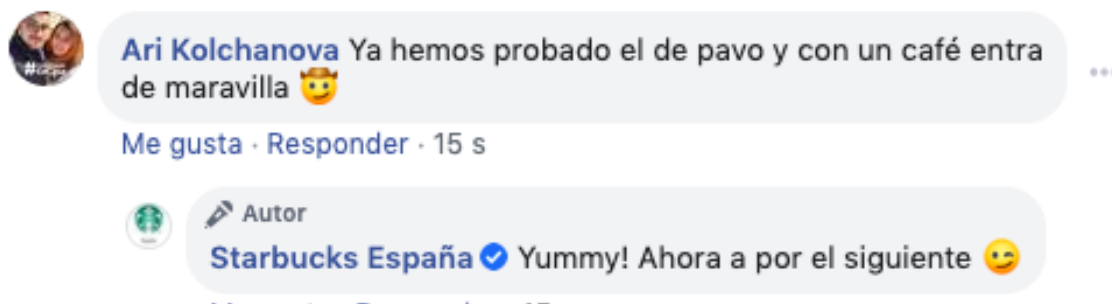 Ari Kolchanova Ya hemos probado el de pavo y con un café entra
de maravilla 🤠
Me gusta · Responder · 15 s
Autor
Starbucks España Yummy! Ahora a por el siguiente 😉